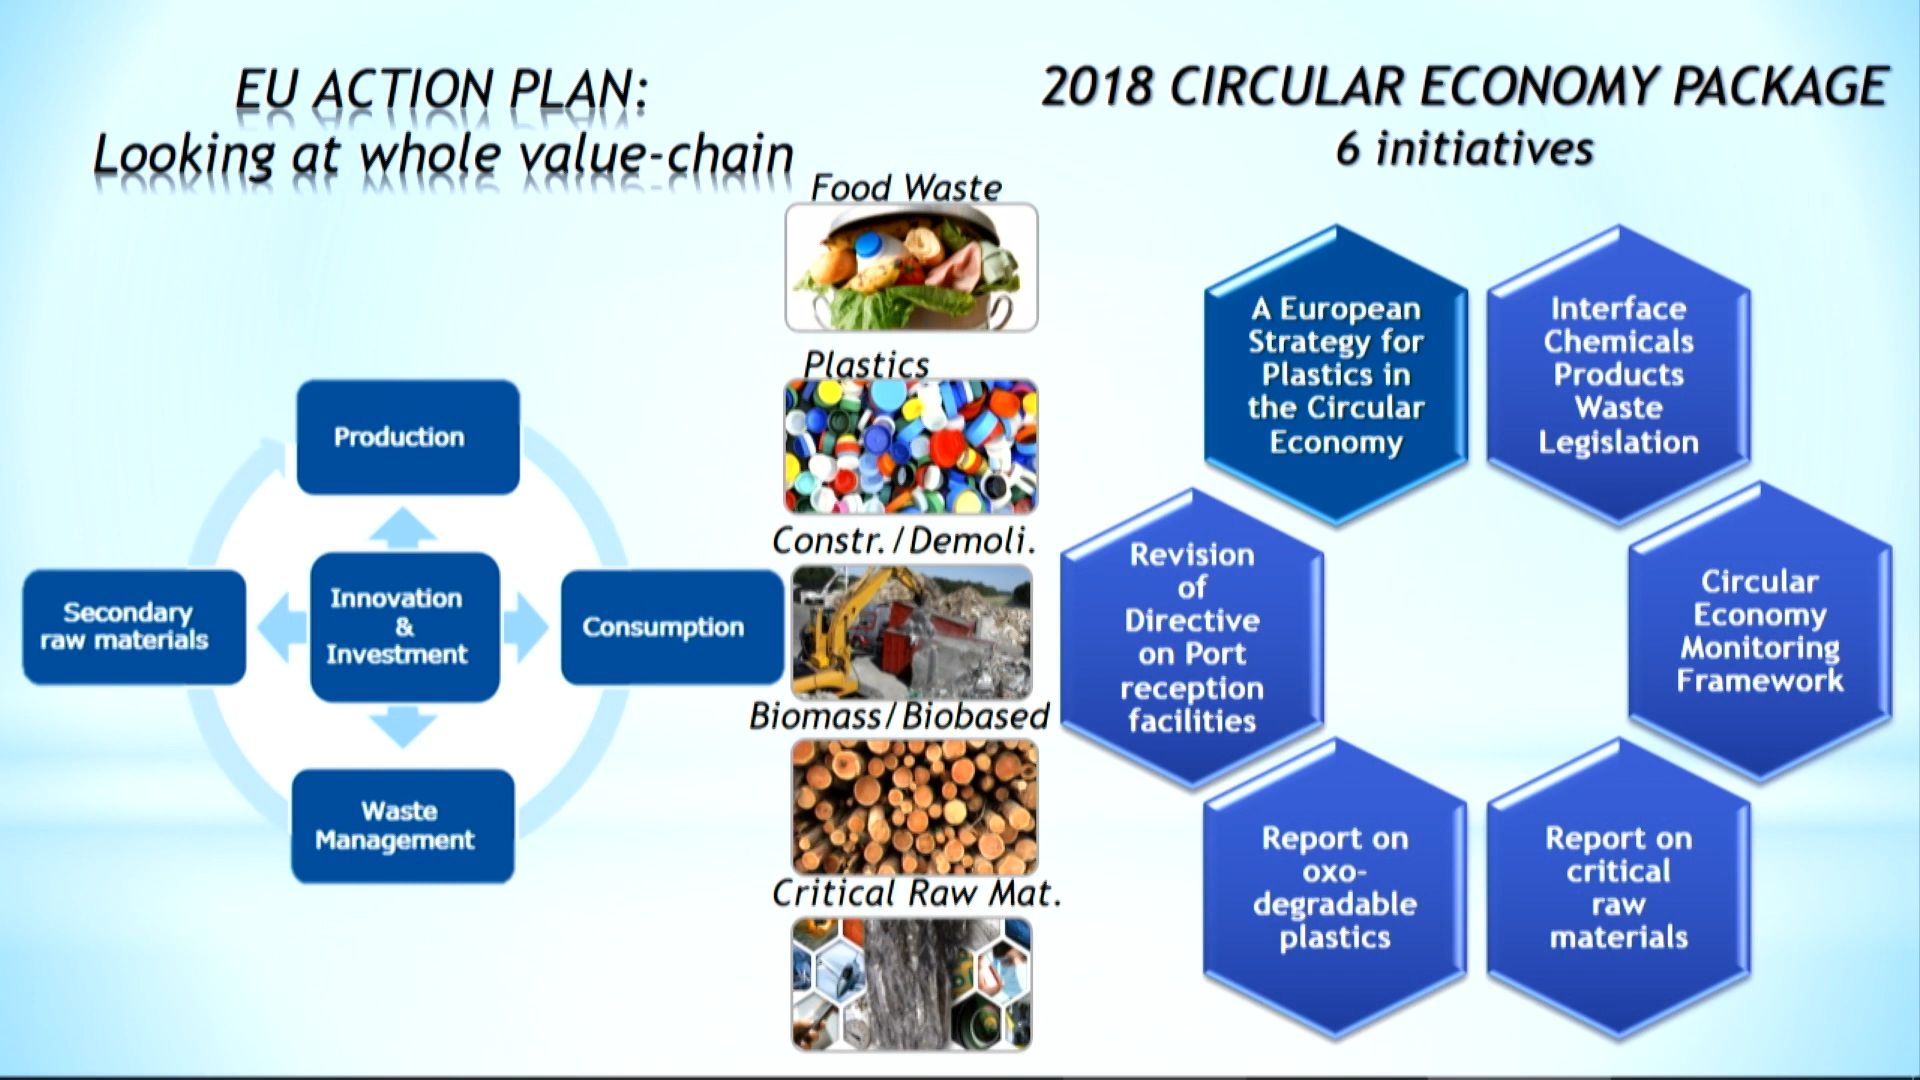 EU ACTION PLAN:
Looking at whole value-chain
Production
Secondary
raw materials
Innovation
&
Investment
Consumption
Waste
Management
Food Waste
Plastics
Constr./Demoli.
Biomass/Biobased
Critical Raw Mat.
2018 CIRCULAR ECONOMY PACKAGE
6 initiatives
A European
Strategy for
Plastics in
the Circular
Economy
Interface
Chemicals
Products
Waste
Legislation
Revision
of
Directive
on Port
reception
facilities
Circular
Economy
Monitoring
Framework
Report on
oxo-
degradable
plastics
Report on
critical
raw
materials